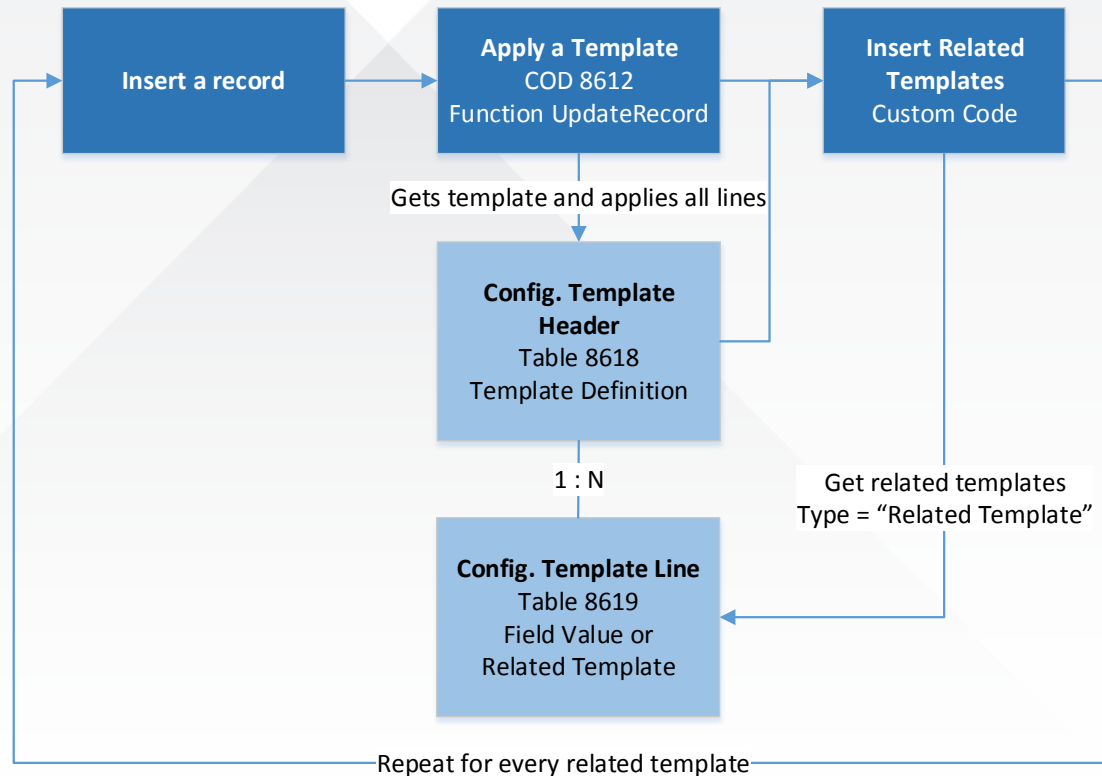 Insert a record
Apply a Template
COD 8612
Function UpdateRecord
Insert Related
Templates
Custom Code
Gets template and applies all lines
Config. Template
Header
Table 8618
Template Definition
1 : N
Get related templates
Type = “Related Template”
Config. Template Line
Table 8619
Field Value or
Related Template
Repeat for every related template